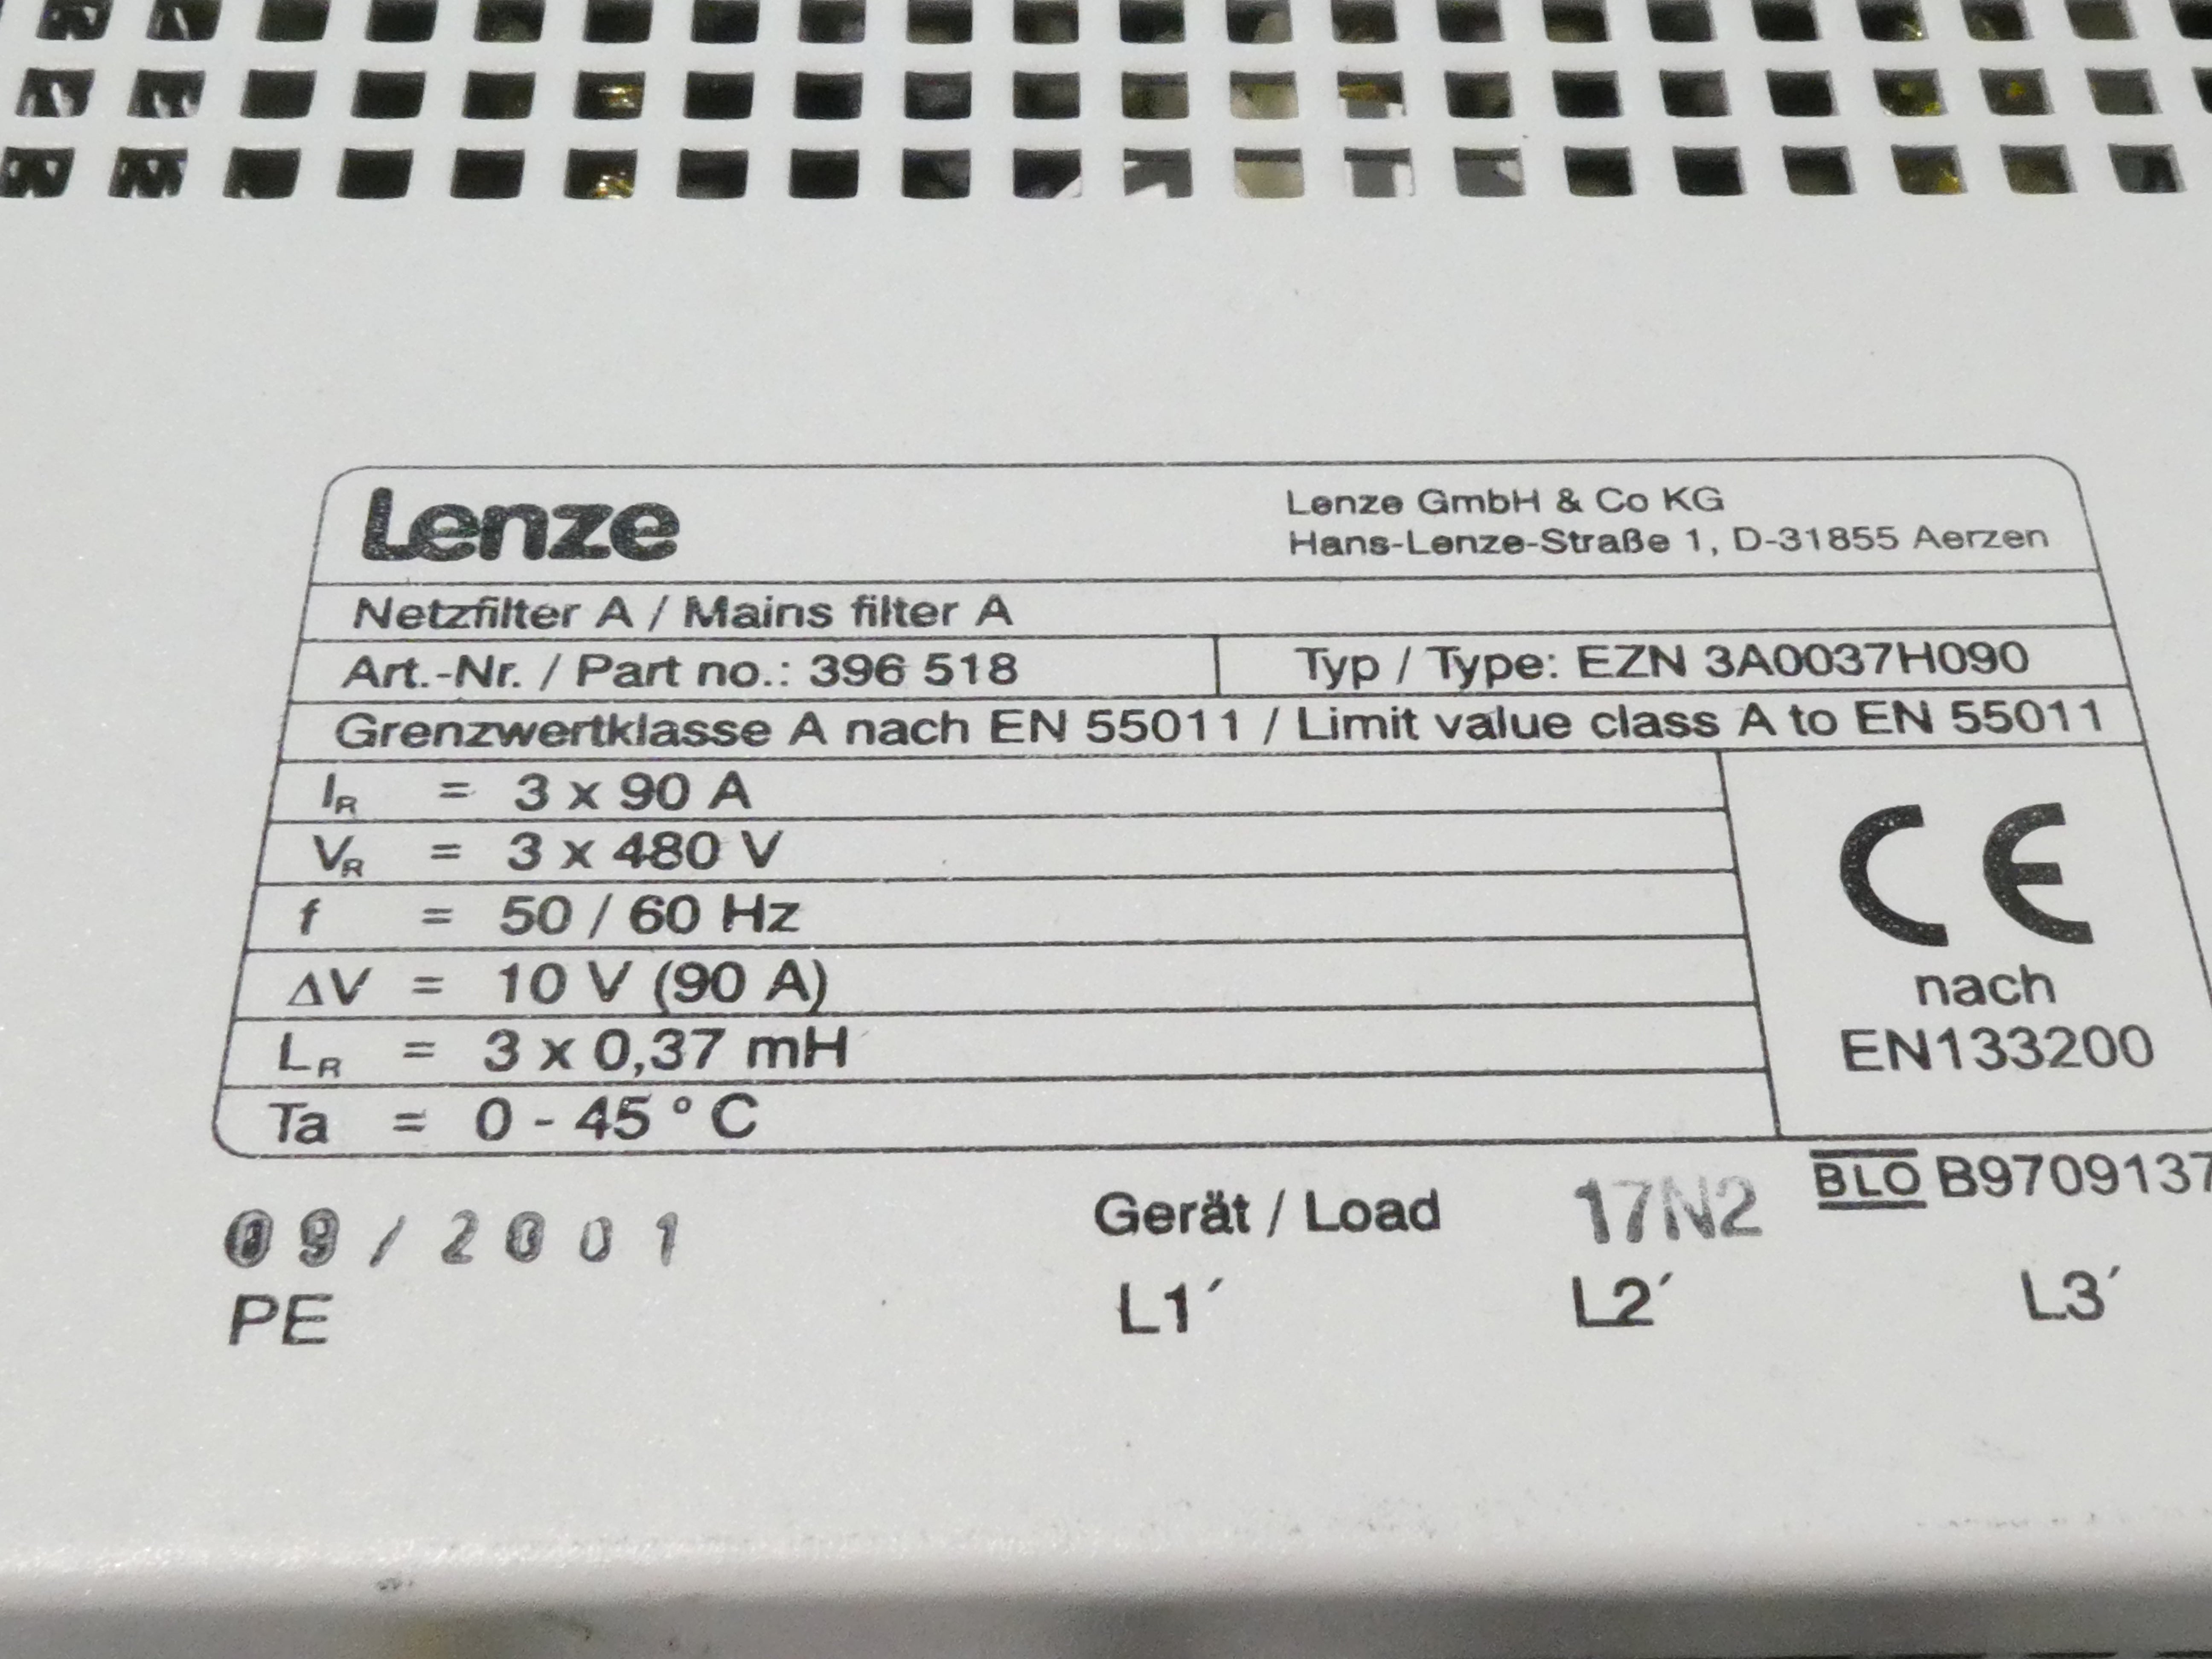 Lenze
Lenze GmbH & Co KG
Hans-Lenze-Straße 1, D-31855 Aerzen
Netzfilter A / Mains filter A
Art.-Nr. / Part no.: 396 518
Typ / Type: EZN 3A0037H090
Grenzwertklasse A nach EN 55011 / Limit value class A to EN 55011
IR = 3 x 90 A
VR = 3 x 480 V
f = 50 / 60 Hz
ΔV = 10 V (90 A)
LR = 3 x 0,37 mH
Ta = 0 - 45 °C
CE
nach
EN133200
BLO B9709137
09/2001
Gerät / Load
17N2
PE
L1´
L2´
L3´